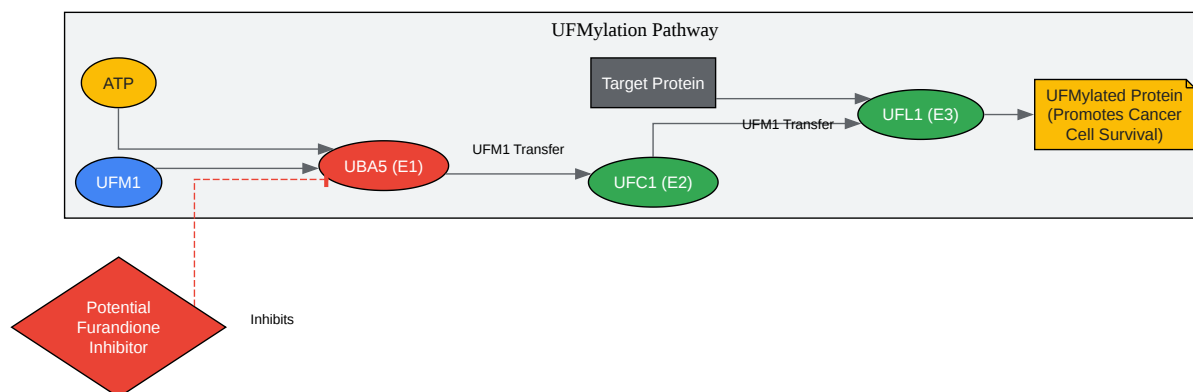 UFMylation Pathway
ATP
Target Protein
UFMylated Protein
(Promotes Cancer
Cell Survival)
UFL1 (E3)
UFM1 Transfer
UFM1 Transfer
UBA5 (E1)
UFM1
UFC1 (E2)
Potential
Furandione
Inhibitor
Inhibits